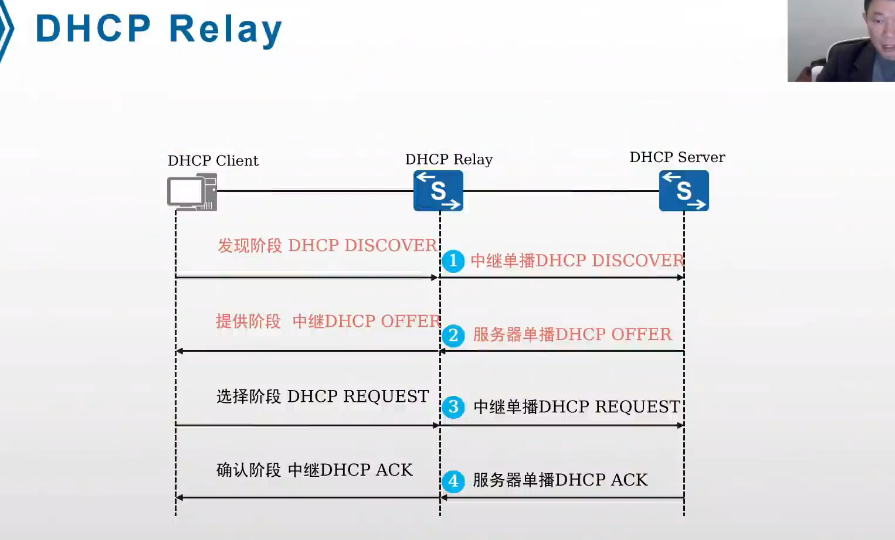 DHCP Relay
DHCP Client
DHCP Relay
DHCP Server
S
S
发现阶段 DHCP DISCOVER
1 中继单播DHCP DISCOVER
提供阶段 中继DHCP OFFER
2 服务器单播DHCP OFFER
选择阶段 DHCP REQUEST
3 中继单播DHCP REQUEST
确认阶段 中继DHCP ACK
4 服务器单播DHCP ACK